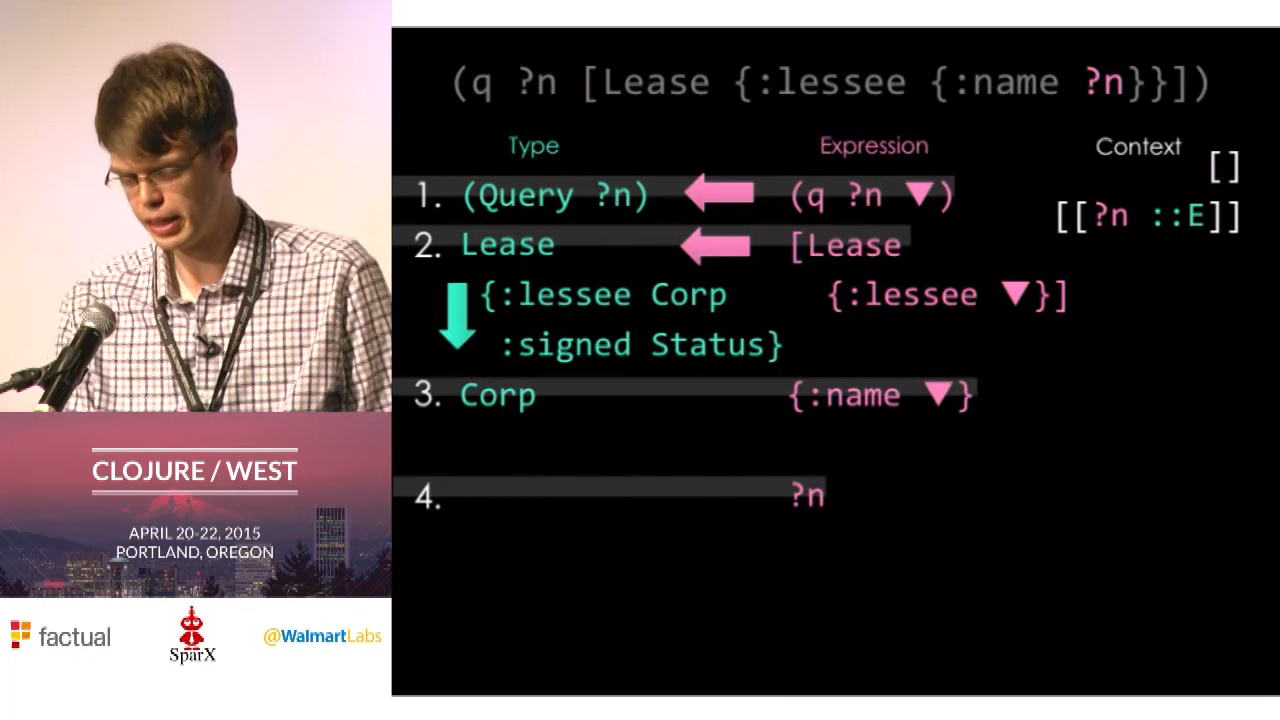 (q ?n [Lease {:lessee {:name ?n}}])
Type Expression Context
[]
1. (Query ?n) (q ?n ▼)
[[?n ::E]]
2. Lease [Lease
{:lessee Corp {:lessee ▼}]
:signed Status}
3. Corp {:name ▼}
4. ?n
CLOJURE / WEST
APRIL 20-22, 2015
PORTLAND, OREGON
factual
SparX
@WalmartLabs